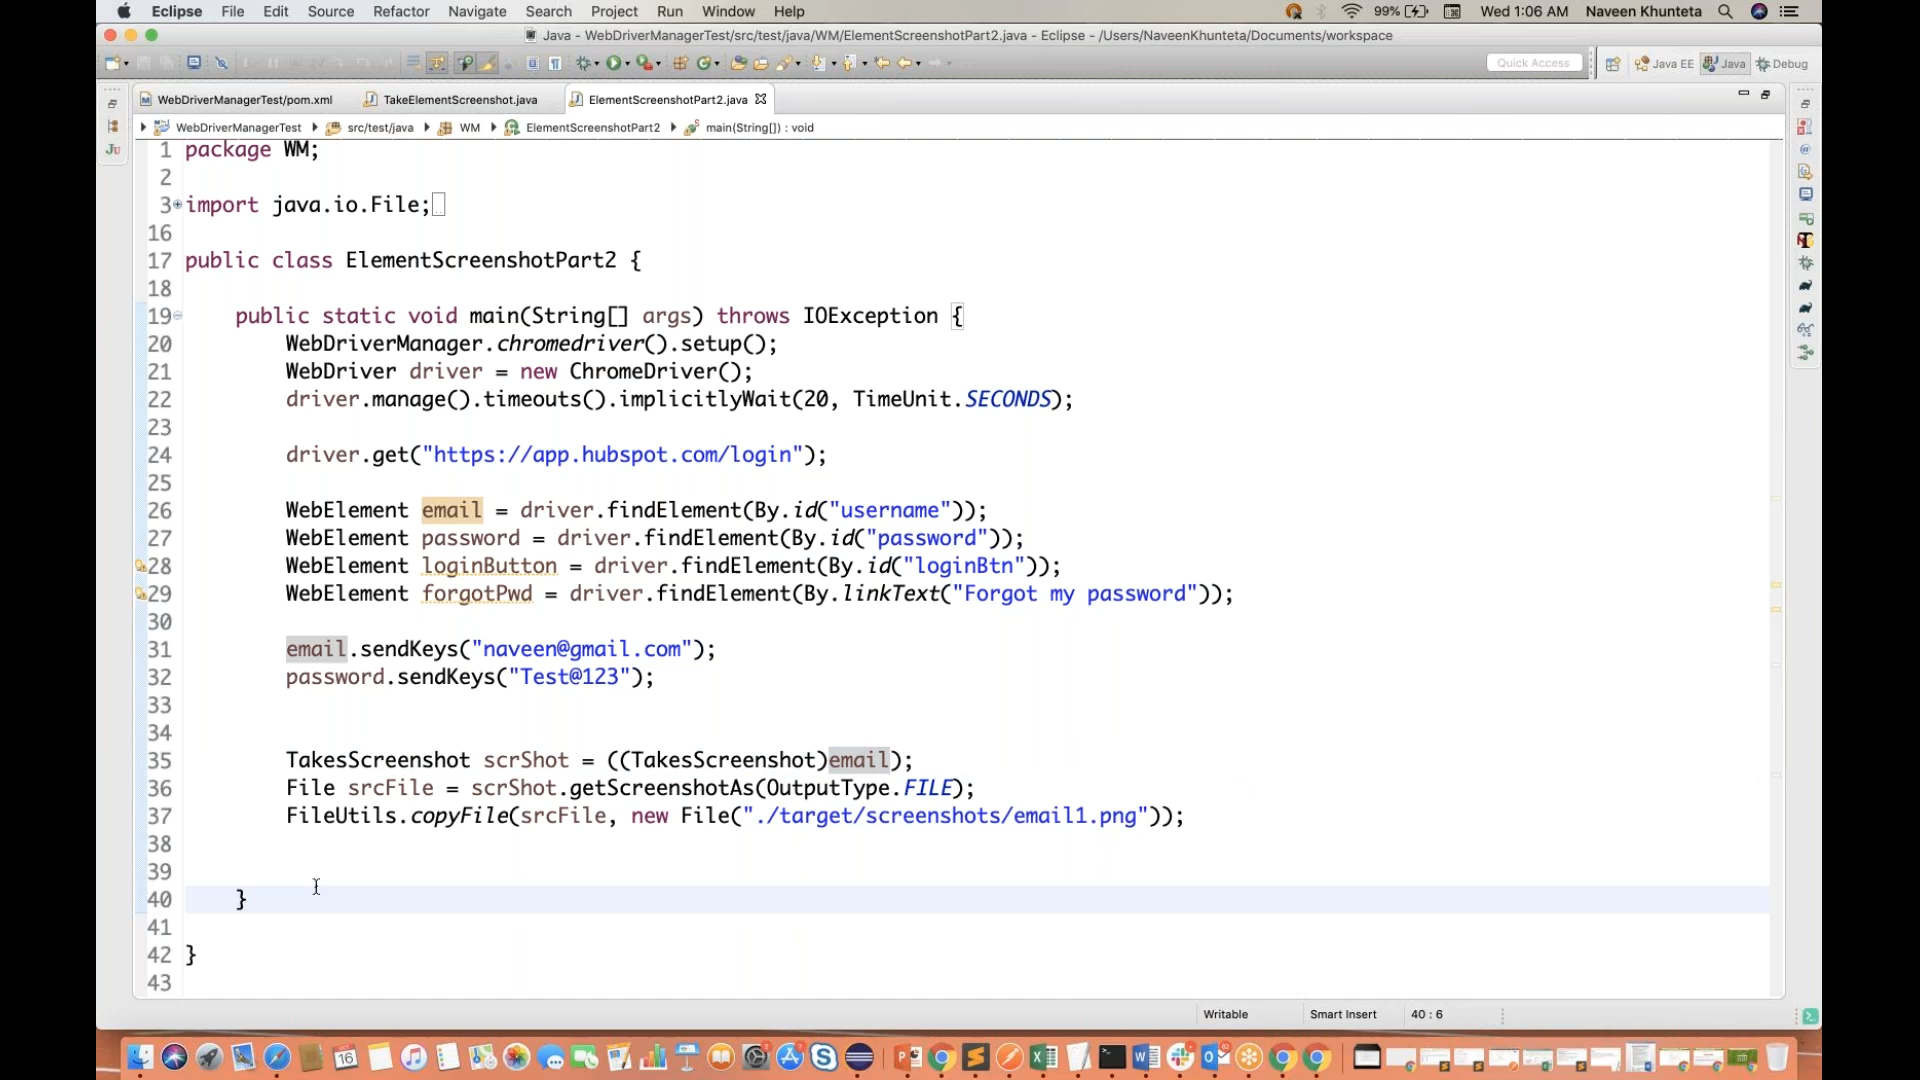 Eclipse File Edit Source Refactor Navigate Search Project Run Window Help 99% Wed 1:06 AM Naveen Khunteta
Java - WebDriverManagerTest/src/test/java/WM/ElementScreenshotPart2.java - Eclipse - /Users/NaveenKhunteta/Documents/workspace
Quick Access Java EE Java Debug
WebDriverManagerTest/pom.xml TakeElementScreenshot.java ElementScreenshotPart2.java
WebDriverManagerTest src/test/java WM ElementScreenshotPart2 main(String[]) : void
1 package WM;
2
3 import java.io.File;
16
17 public class ElementScreenshotPart2 {
18
19 public static void main(String[] args) throws IOException {
20 WebDriverManager.chromedriver().setup();
21 WebDriver driver = new ChromeDriver();
22 driver.manage().timeouts().implicitlyWait(20, TimeUnit.SECONDS);
23
24 driver.get("https://app.hubspot.com/login");
25
26 WebElement email = driver.findElement(By.id("username"));
27 WebElement password = driver.findElement(By.id("password"));
28 WebElement loginButton = driver.findElement(By.id("loginBtn"));
29 WebElement forgotPwd = driver.findElement(By.linkText("Forgot my password"));
30
31 email.sendKeys("naveen@gmail.com");
32 password.sendKeys("Test@123");
33
34
35 TakesScreenshot scrShot = ((TakesScreenshot)email);
36 File srcFile = scrShot.getScreenshotAs(OutputType.FILE);
37 FileUtils.copyFile(srcFile, new File("./target/screenshots/email1.png"));
38
39
40 }
41
42 }
43
Writable Smart Insert 40 : 6